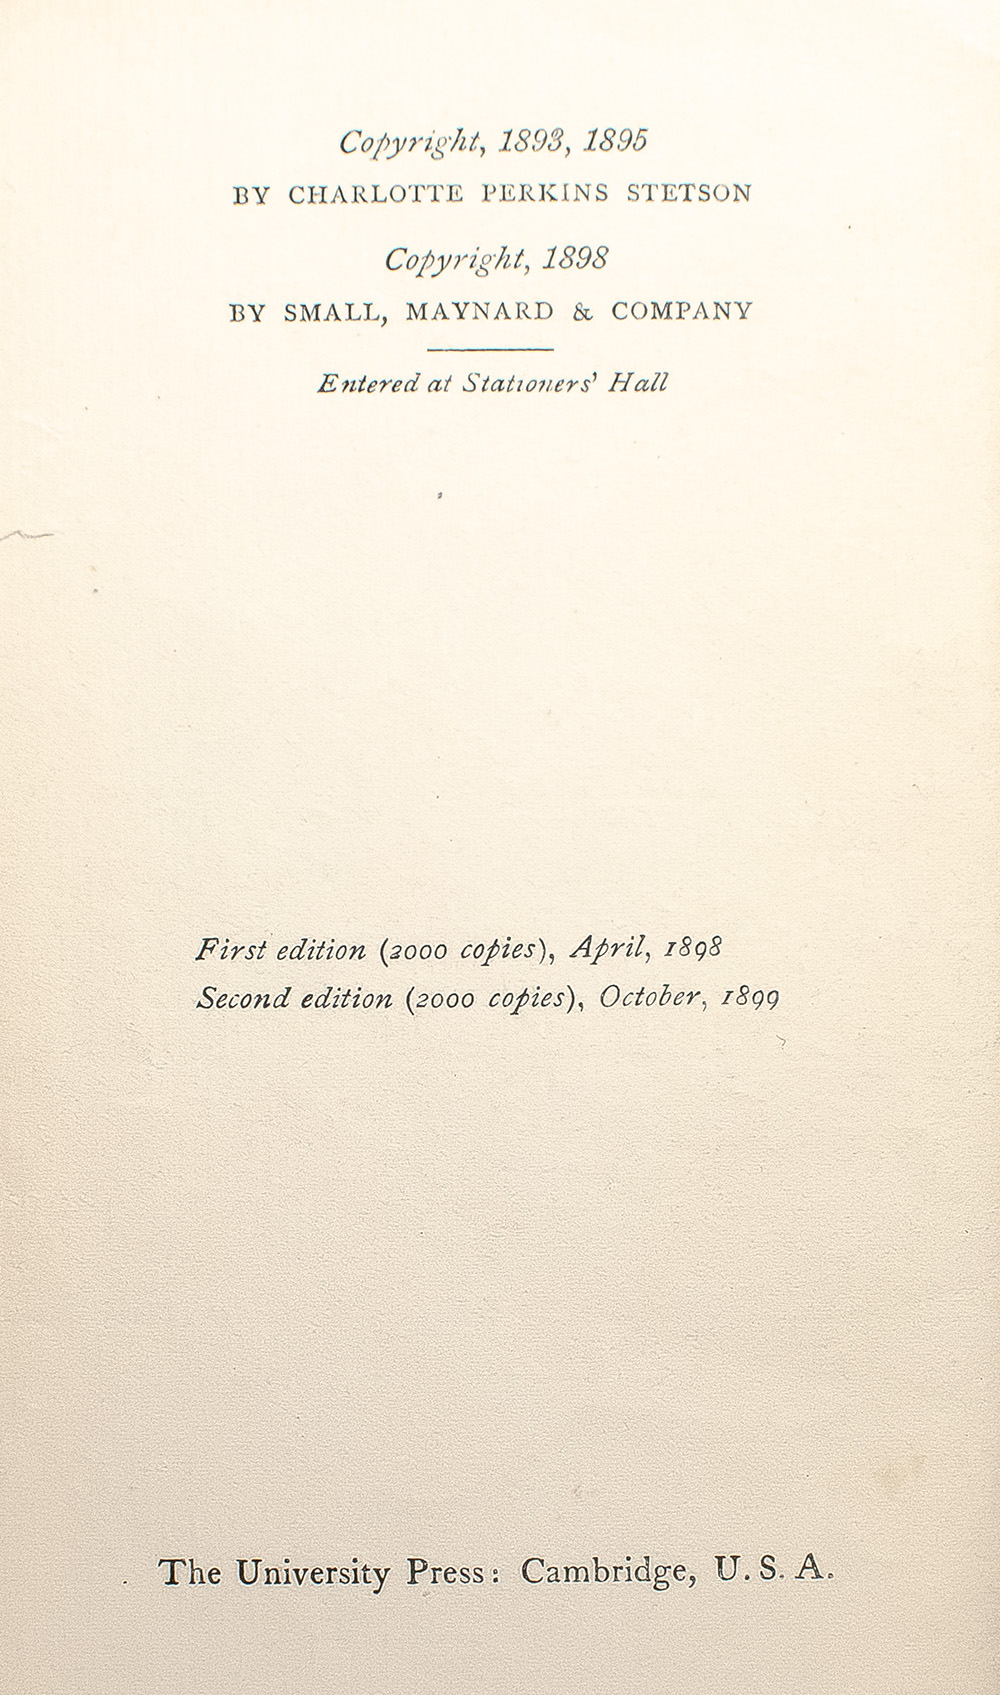 Copyright, 1893, 1895
BY CHARLOTTE PERKINS STETSON
Copyright, 1898
BY SMALL, MAYNARD & COMPANY
Entered at Stationers' Hall
First edition (2000 copies), April, 1898
Second edition (2000 copies), October, 1899
The University Press: Cambridge, U. S. A.